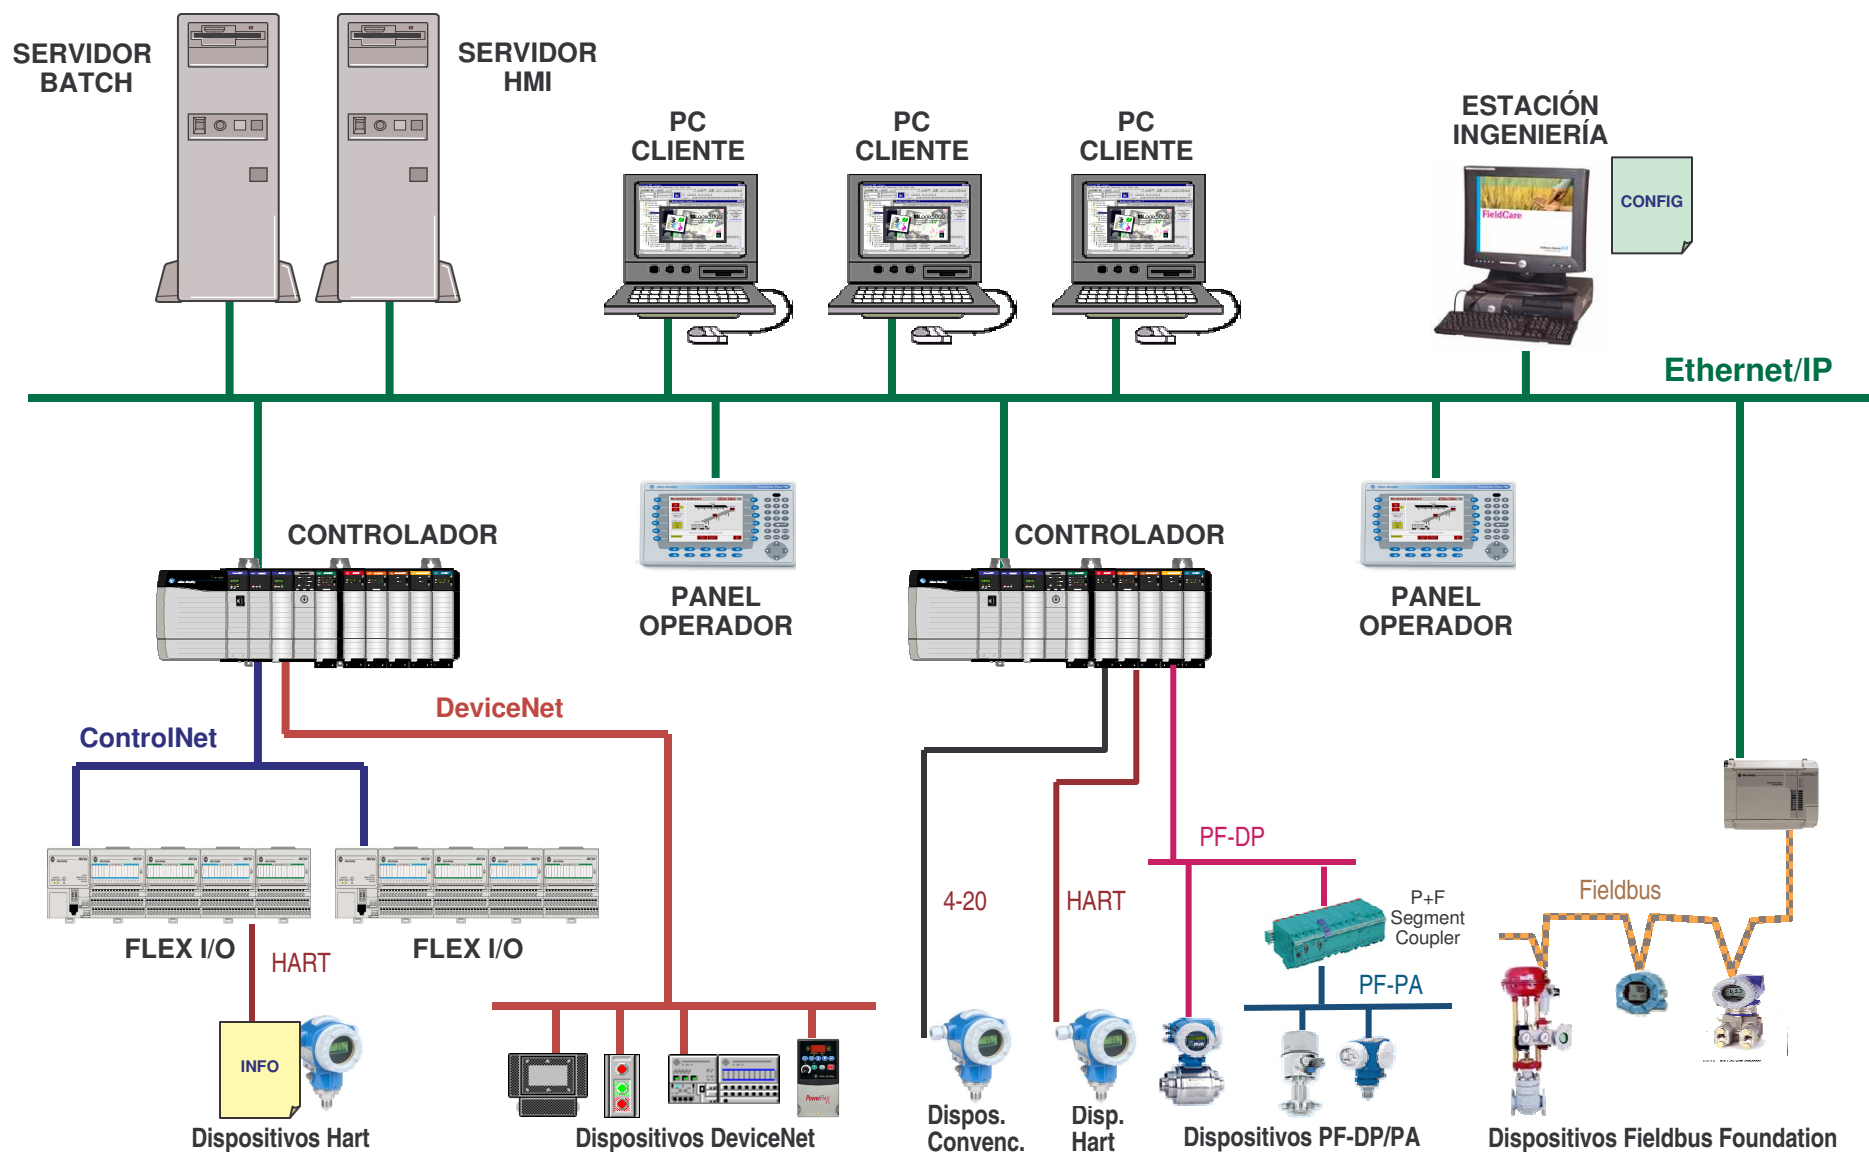 SERVIDOR
BATCH
SERVIDOR
HMI
PC
CLIENTE
PC
CLIENTE
PC
CLIENTE
ESTACIÓN
INGENIERÍA
CONFIG
FieldCare
Ethernet/IP
CONTROLADOR
PANEL
OPERADOR
CONTROLADOR
PANEL
OPERADOR
DeviceNet
ControlNet
PF-DP
4-20
HART
P+F
Segment
Coupler
Fieldbus
FLEX I/O
FLEX I/O
HART
PF-PA
INFO
PowerFlex
Dispositivos Hart
Dispositivos DeviceNet
Dispos.
Convenc.
Disp.
Hart
Dispositivos PF-DP/PA
Dispositivos Fieldbus Foundation